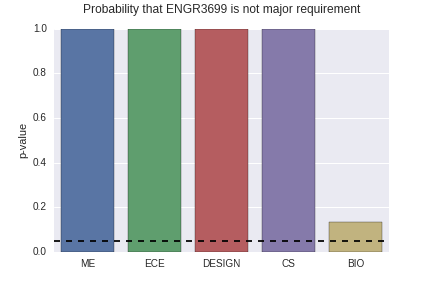 Probability that ENGR3699 is not major requirement
1.0
0.8
0.6
0.4
0.2
0.0
p-value
ME ECE DESIGN CS BIO